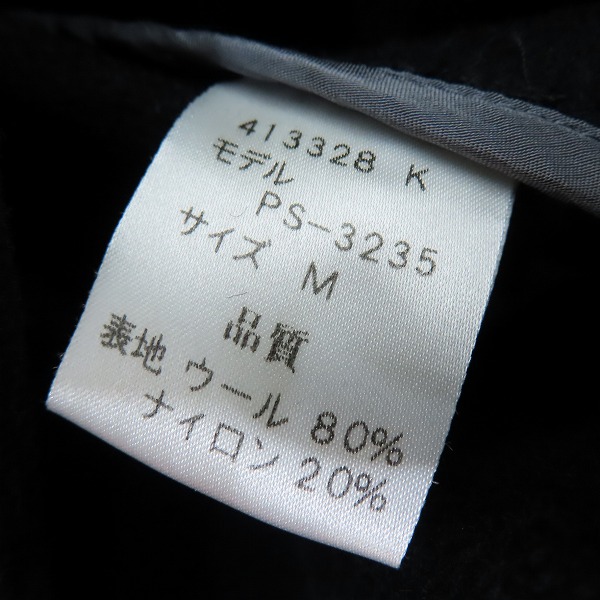 413328 K
モデル
PS-3235
サイズ M
品質
表地 ウール 80%
ナイロン 20%